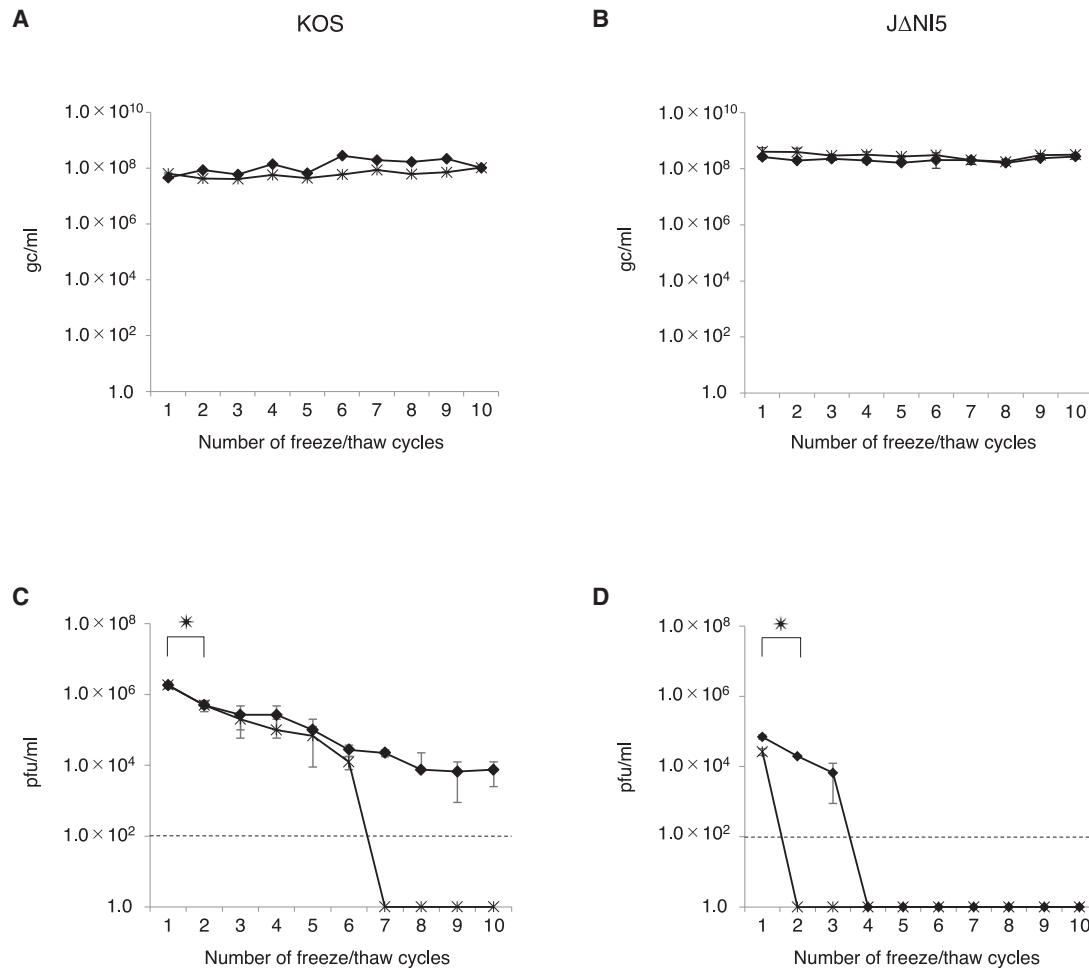 A
KOS
1.0 × 10¹⁰
1.0 × 10⁸
1.0 × 10⁶
1.0 × 10⁴
1.0 × 10²
1.0
gc/ml
1 2 3 4 5 6 7 8 9 10
Number of freeze/thaw cycles
B
JΔNI5
1.0 × 10¹⁰
1.0 × 10⁸
1.0 × 10⁶
1.0 × 10⁴
1.0 × 10²
1.0
gc/ml
1 2 3 4 5 6 7 8 9 10
Number of freeze/thaw cycles
C
1.0 × 10⁸
1.0 × 10⁶
1.0 × 10⁴
1.0 × 10²
1.0
pfu/ml
1 2 3 4 5 6 7 8 9 10
Number of freeze/thaw cycles
D
1.0 × 10⁸
1.0 × 10⁶
1.0 × 10⁴
1.0 × 10²
1.0
pfu/ml
1 2 3 4 5 6 7 8 9 10
Number of freeze/thaw cycles